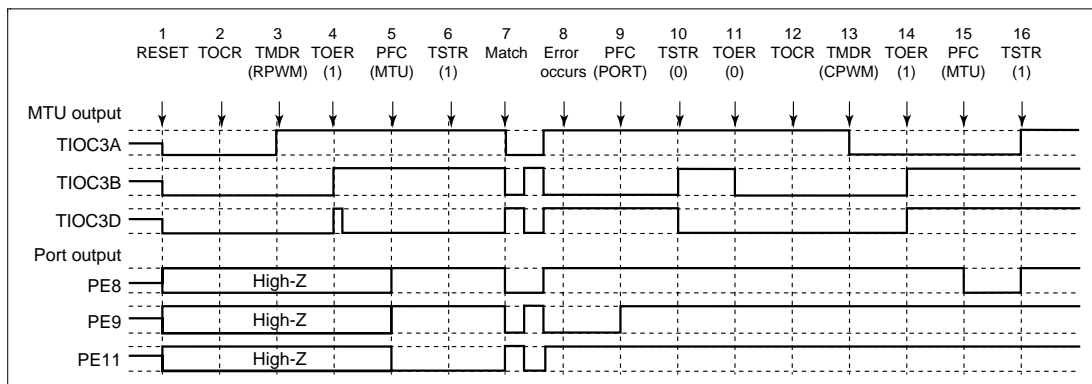 1 2 3 4 5 6 7 8 9 10 11 12 13 14 15 16
RESET TOCR TMDR TOER PFC TSTR Match Error PFC TSTR TOER TOCR TMDR TOER PFC TSTR
(RPWM) (1) (MTU) (1) occurs (PORT) (0) (0) (CPWM) (1) (MTU) (1)
MTU output
TIOC3A
TIOC3B
TIOC3D
Port output
PE8 High-Z
PE9 High-Z
PE11 High-Z